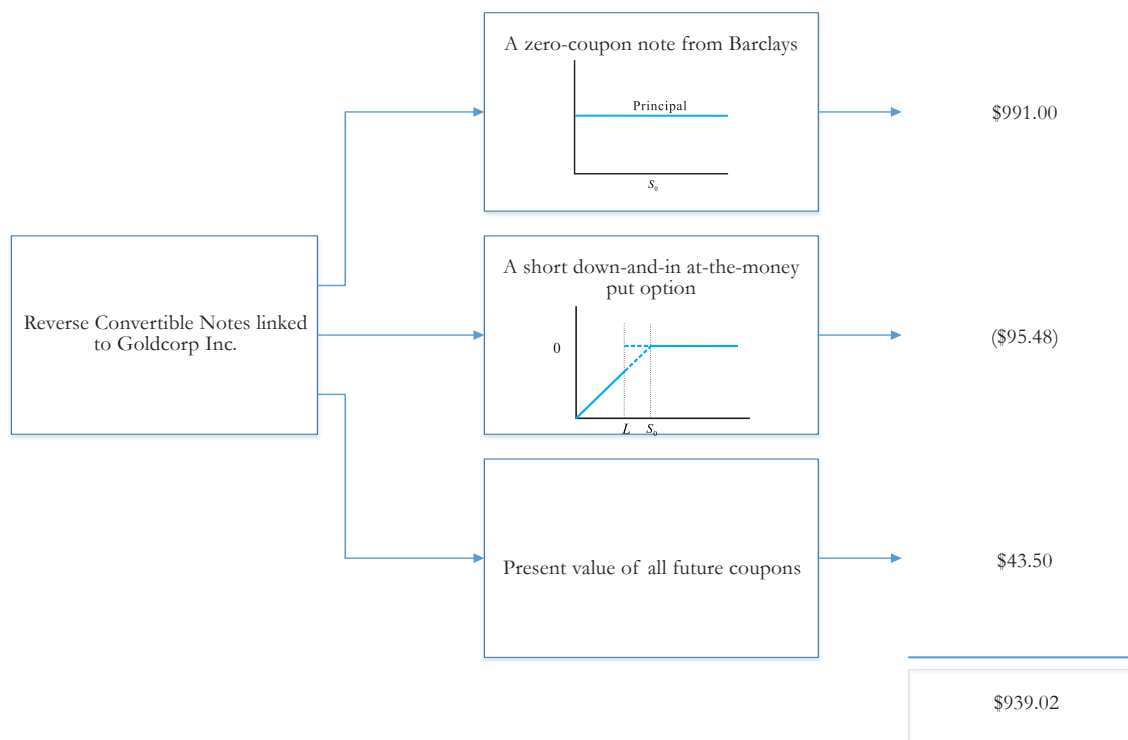 A zero-coupon note from Barclays
Principal
S₀
$991.00
Reverse Convertible Notes linked
to Goldcorp Inc.
A short down-and-in at-the-money
put option
0
L S₀
($95.48)
Present value of all future coupons
$43.50
$939.02